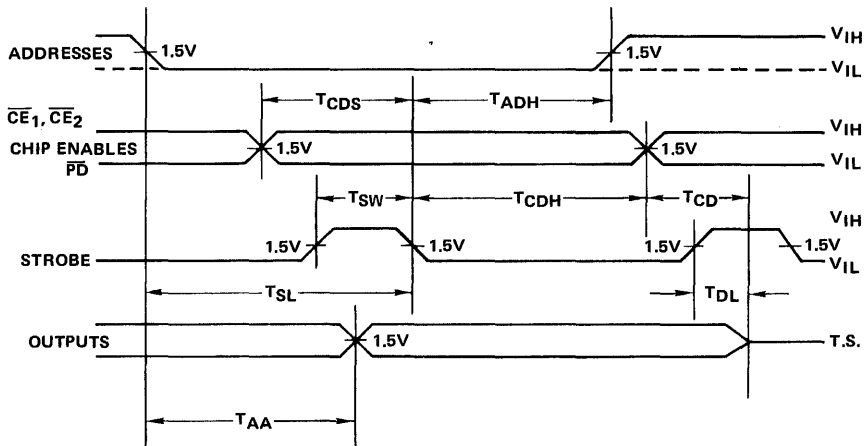 ADDRESSES 1.5V 1.5V VIH
VIL
TCDS TADH
CE1, CE2 VIH
CHIP ENABLES 1.5V 1.5V
PD VIL
TSW TCDH TCD
VIH
1.5V 1.5V 1.5V 1.5V
STROBE VIL
TSL TDL
OUTPUTS 1.5V T.S.
TAA